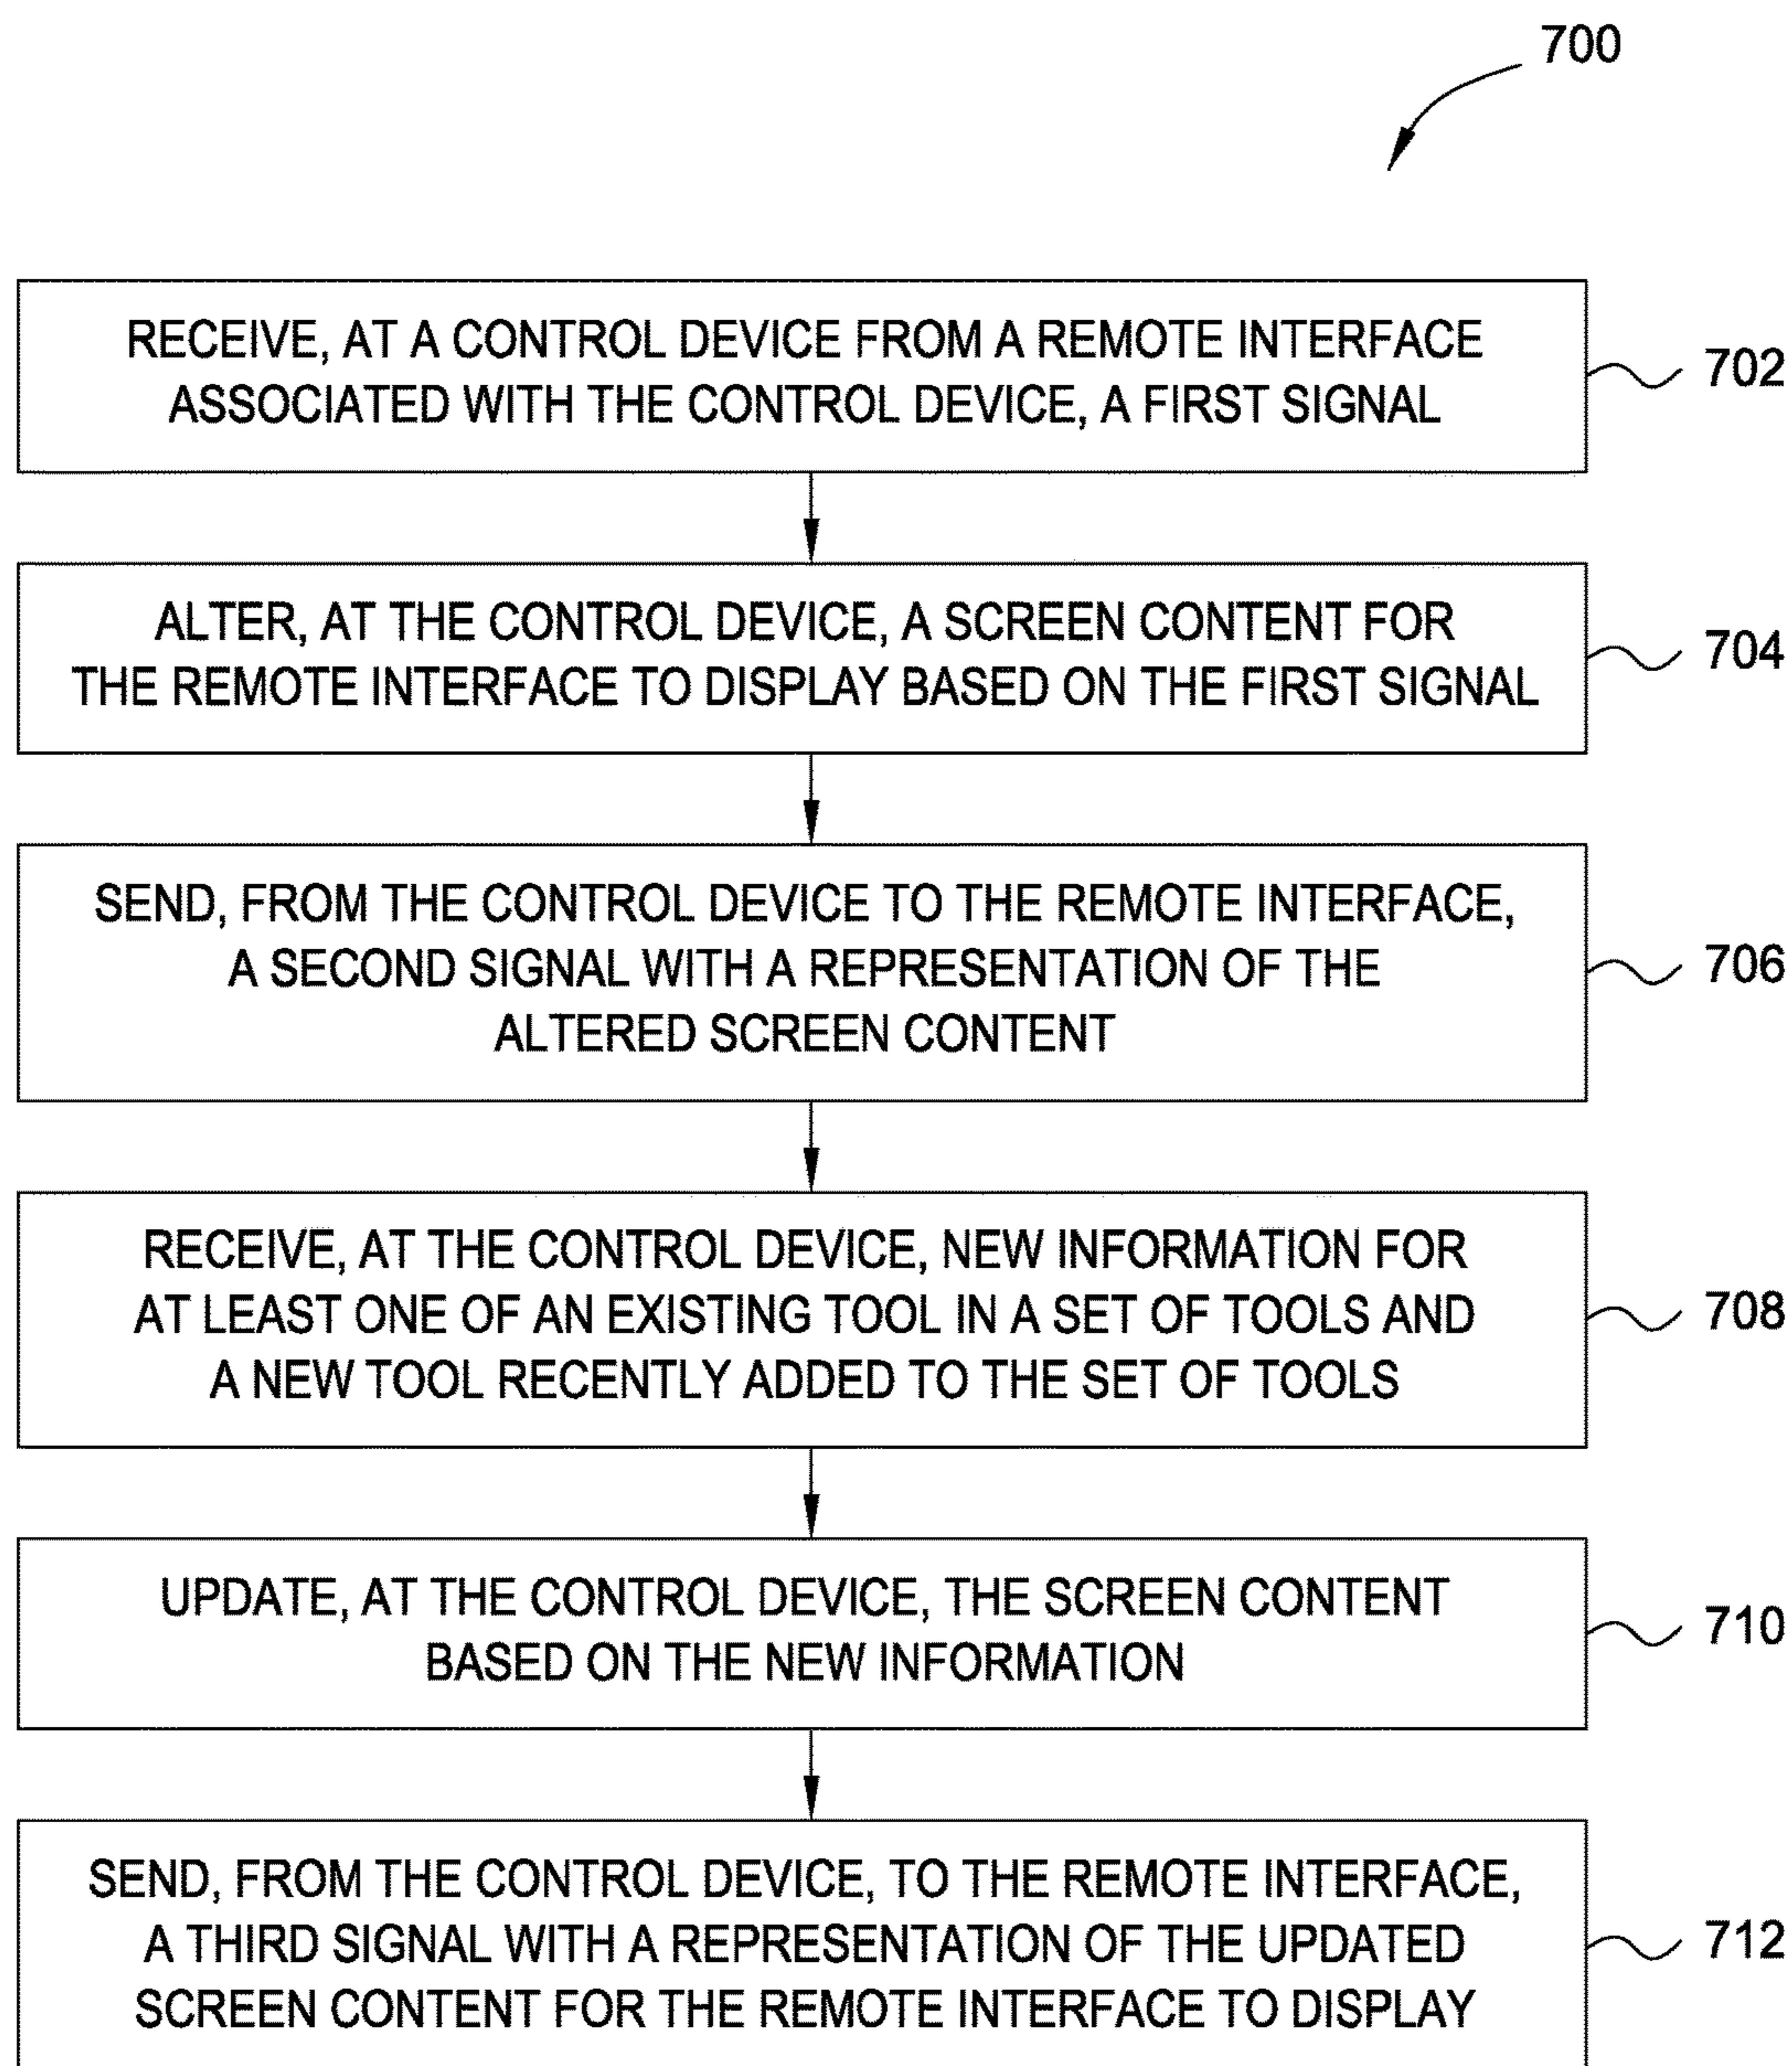 700
RECEIVE, AT A CONTROL DEVICE FROM A REMOTE INTERFACE
ASSOCIATED WITH THE CONTROL DEVICE, A FIRST SIGNAL
702
ALTER, AT THE CONTROL DEVICE, A SCREEN CONTENT FOR
THE REMOTE INTERFACE TO DISPLAY BASED ON THE FIRST SIGNAL
704
SEND, FROM THE CONTROL DEVICE TO THE REMOTE INTERFACE,
A SECOND SIGNAL WITH A REPRESENTATION OF THE
ALTERED SCREEN CONTENT
706
RECEIVE, AT THE CONTROL DEVICE, NEW INFORMATION FOR
AT LEAST ONE OF AN EXISTING TOOL IN A SET OF TOOLS AND
A NEW TOOL RECENTLY ADDED TO THE SET OF TOOLS
708
UPDATE, AT THE CONTROL DEVICE, THE SCREEN CONTENT
BASED ON THE NEW INFORMATION
710
SEND, FROM THE CONTROL DEVICE, TO THE REMOTE INTERFACE,
A THIRD SIGNAL WITH A REPRESENTATION OF THE UPDATED
SCREEN CONTENT FOR THE REMOTE INTERFACE TO DISPLAY
712